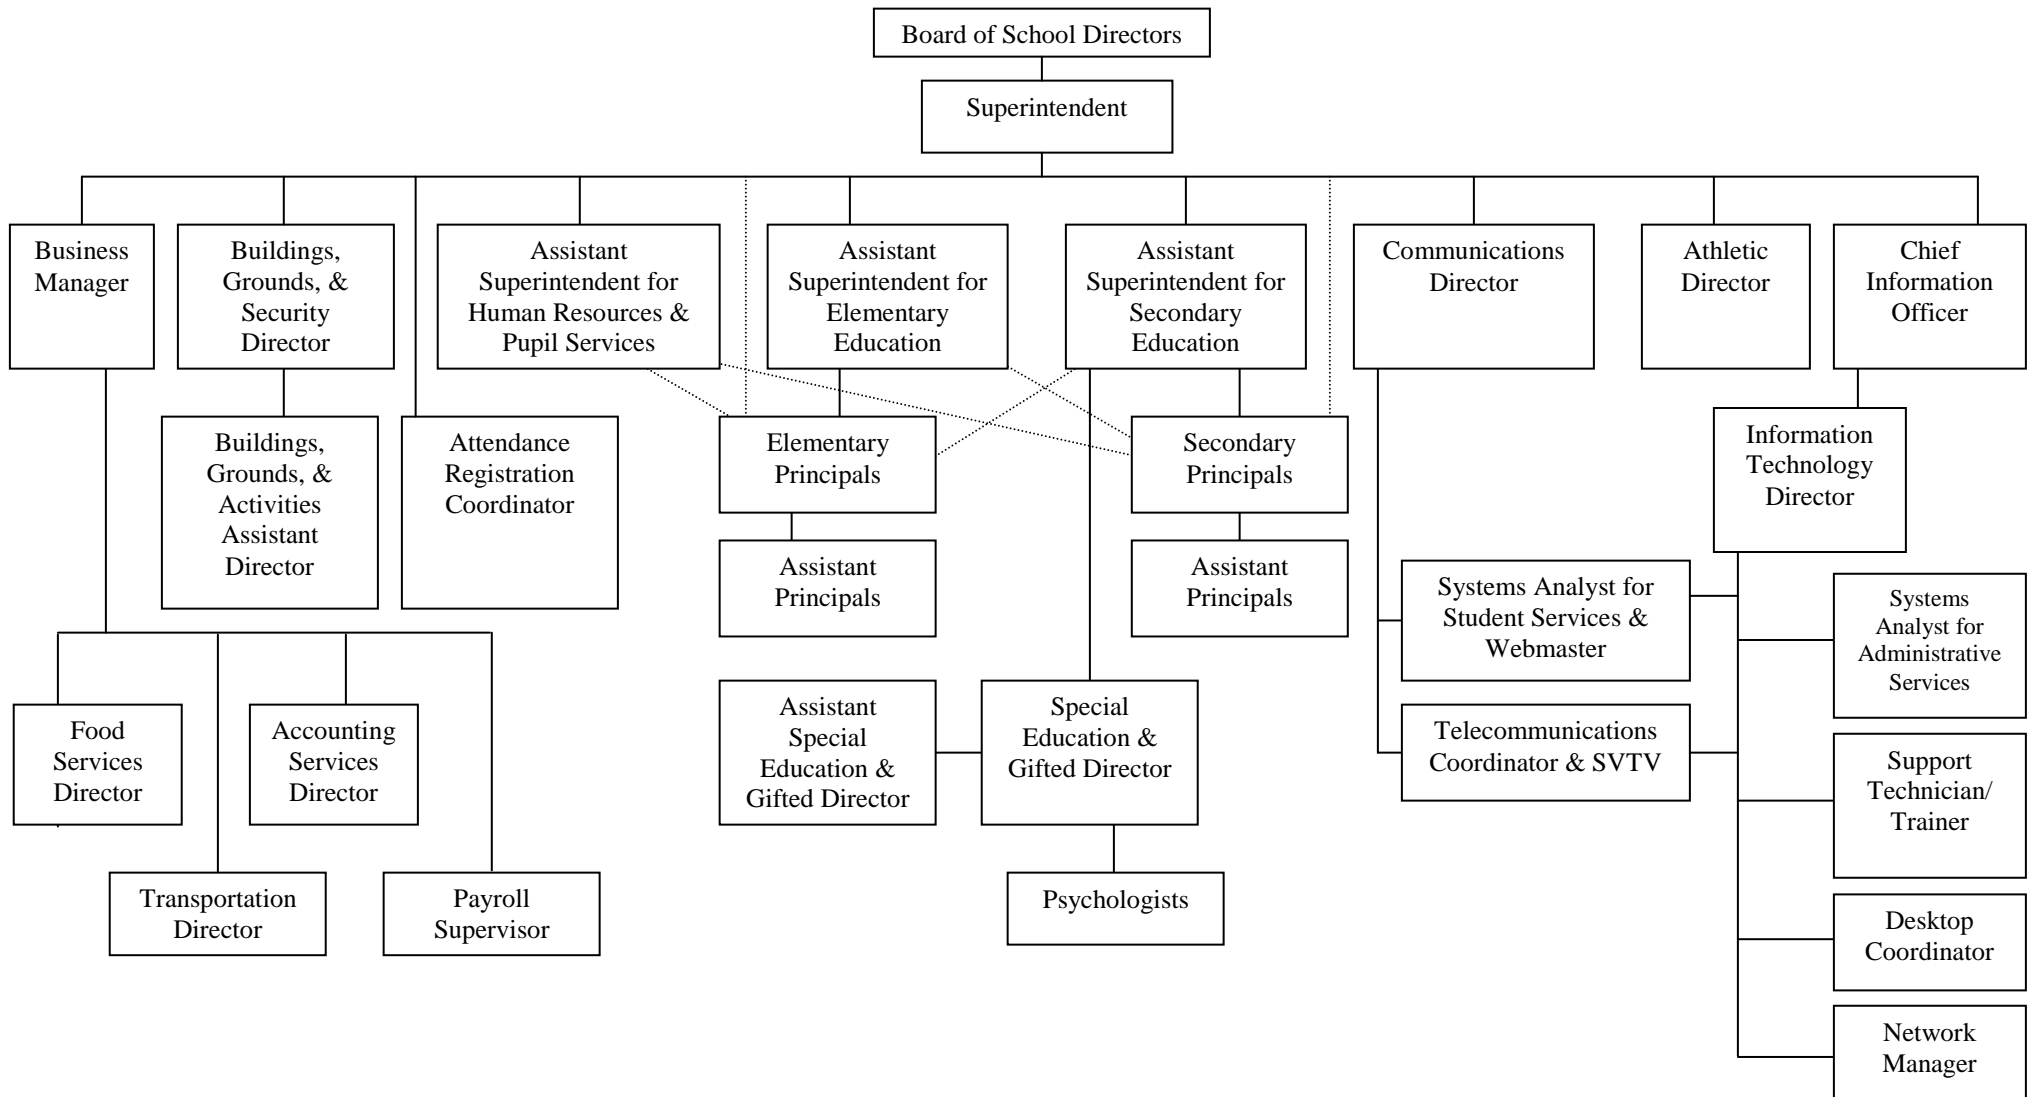 Board of School Directors
Superintendent
Business
Manager
Buildings,
Grounds, &
Security
Director
Assistant
Superintendent for
Human Resources &
Pupil Services
Assistant
Superintendent for
Elementary
Education
Assistant
Superintendent for
Secondary
Education
Communications
Director
Athletic
Director
Chief
Information
Officer
Buildings,
Grounds, &
Activities
Assistant
Director
Attendance
Registration
Coordinator
Elementary
Principals
Secondary
Principals
Information
Technology
Director
Assistant
Principals
Assistant
Principals
Systems Analyst for
Student Services &
Webmaster
Systems
Analyst for
Administrative
Services
Food
Services
Director
Accounting
Services
Director
Assistant
Special
Education &
Gifted Director
Special
Education &
Gifted Director
Telecommunications
Coordinator & SVTV
Support
Technician/
Trainer
Transportation
Director
Payroll
Supervisor
Psychologists
Desktop
Coordinator
Network
Manager